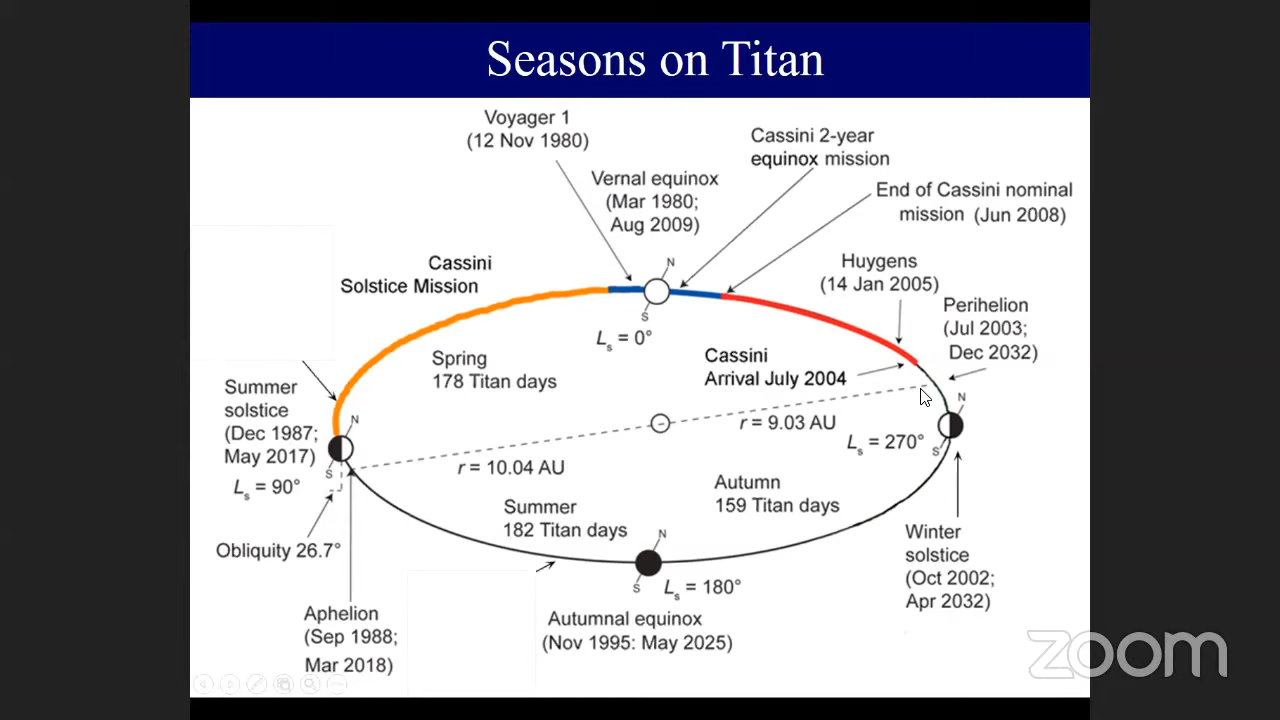 Seasons on Titan
Voyager 1
(12 Nov 1980)
Cassini 2-year
equinox mission
Vernal equinox
(Mar 1980;
Aug 2009)
End of Cassini nominal
mission (Jun 2008)
Cassini
Solstice Mission
N
S
Huygens
(14 Jan 2005)
Perihelion
(Jul 2003;
Dec 2032)
Ls = 0°
Spring
178 Titan days
Cassini
Arrival July 2004
Summer
solstice
(Dec 1987;
May 2017)
N
S
Ls = 90°
r = 9.03 AU
N
S
Ls = 270°
r = 10.04 AU
Autumn
159 Titan days
Summer
182 Titan days
Obliquity 26.7°
N
S
Ls = 180°
Winter
solstice
(Oct 2002;
Apr 2032)
Aphelion
(Sep 1988;
Mar 2018)
Autumnal equinox
(Nov 1995: May 2025)
zoom